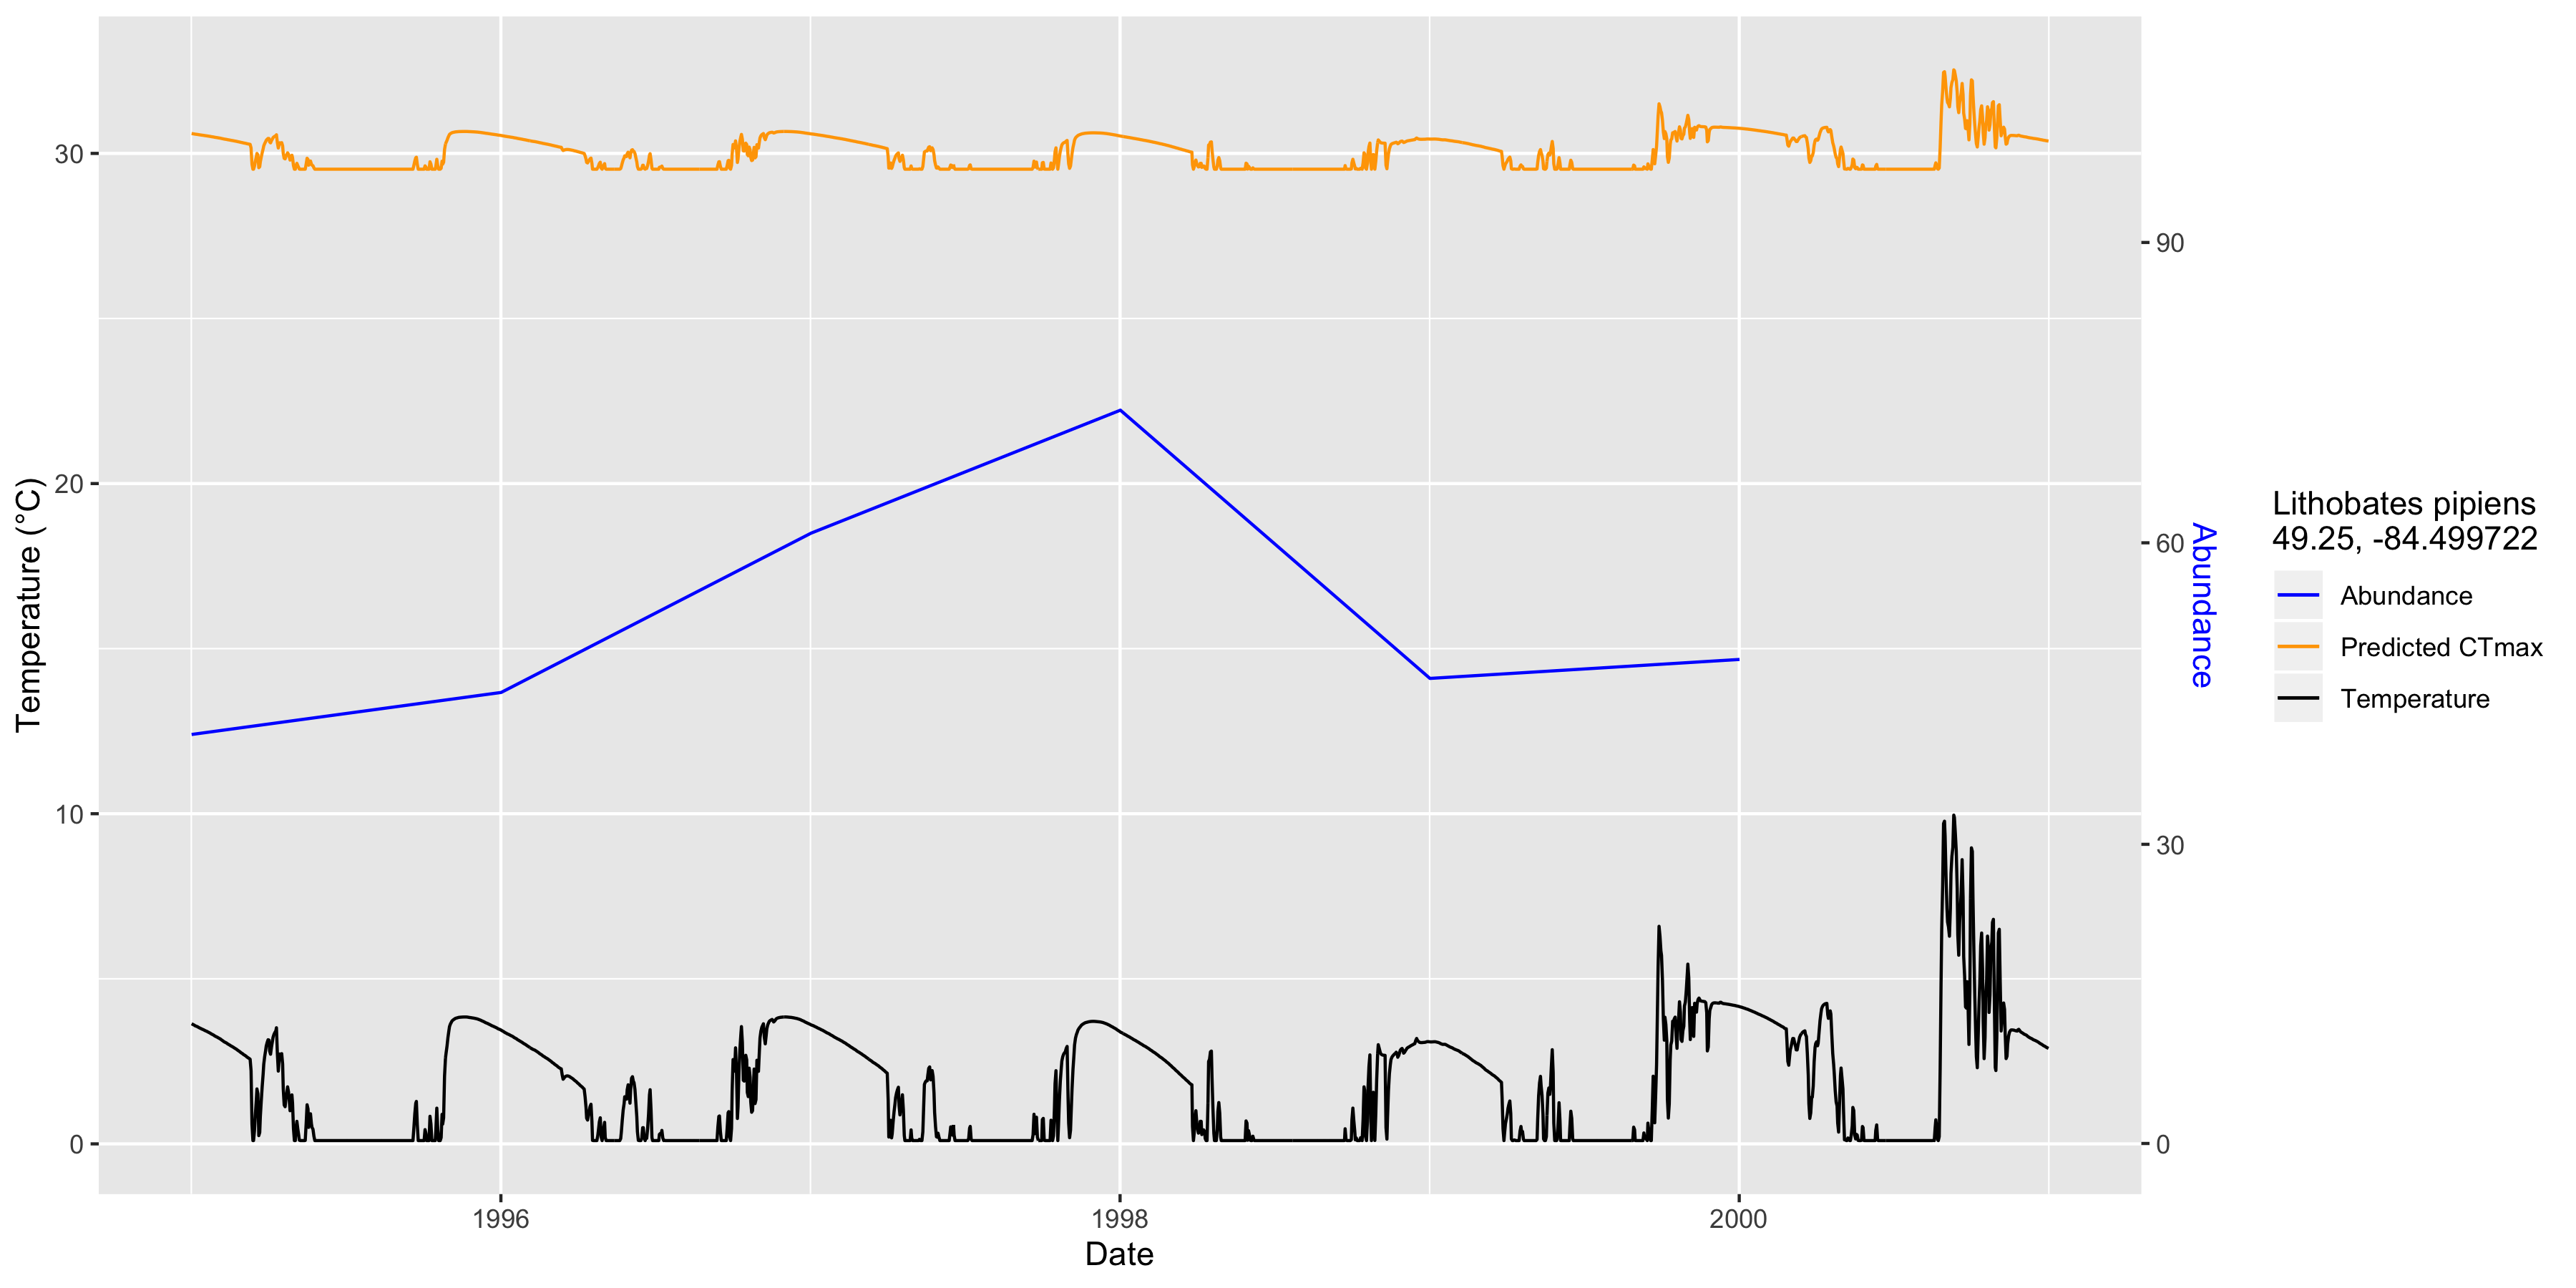 30
20
10
0
Temperature (°C)
1996
1998
2000
Date
90
60
30
0
Abundance
Lithobates pipiens
49.25, -84.499722
Abundance
Predicted CTmax
Temperature